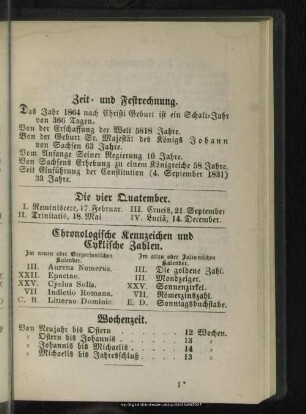 Zeit- und Festrechnung.
Das Jahr 1864 nach Christi Geburt ist ein Schalt-Jahr
von 366 Tagen.
Von der Erschaffung der Welt 5818 Jahre.
Von der Geburt Sr. Majestät des Königs Johann
von Sachsen 63 Jahre.
Vom Anfange Seiner Regierung 10 Jahre.
Von Sachsens Erhebung zu einem Königreiche 58 Jahre.
Seit Einführung der Constitution (4. September 1831)
33 Jahre.
Die vier Quatember.
I. Reminiscere, 17. Februar. III. Crucis, 21. September
II. Trinitatis, 18. Mai IV. Luciä, 14. December.
Chronologische Kennzeichen und
Cyklische Zahlen.
Im neuen oder Gregorianischen Kalender. Im alten oder Julianischen Kalender.
III. Aureus Numerus. III. Die goldene Zahl.
XXII. Epactae. III. Mondzeiger.
XXV. Cyclus Solis. XXV. Sonnenzirkel.
VII. Indictio Romana. VII. Römerzinszahl.
C. B. Litterae Dominic. E. D. Sonntagsbuchstabe.
Wochenzeit.
Von Neujahr bis Ostern 12 Wochen.
" Ostern bis Johannis 13 "
" Johannis bis Michaelis 14 "
" Michaelis bis Jahresschluß 13 "
1*